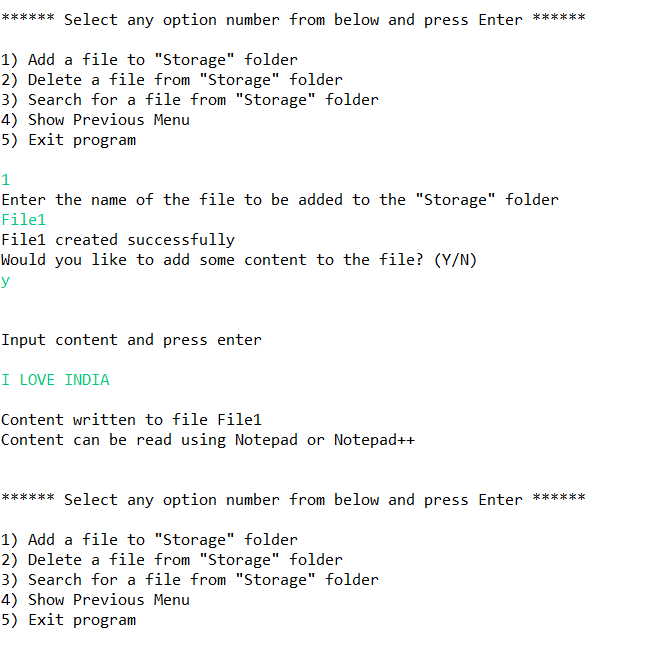 ****** Select any option number from below and press Enter ******
1) Add a file to "Storage" folder
2) Delete a file from "Storage" folder
3) Search for a file from "Storage" folder
4) Show Previous Menu
5) Exit program
1
Enter the name of the file to be added to the "Storage" folder
File1
File1 created successfully
Would you like to add some content to the file? (Y/N)
y
Input content and press enter
I LOVE INDIA
Content written to file File1
Content can be read using Notepad or Notepad++
****** Select any option number from below and press Enter ******
1) Add a file to "Storage" folder
2) Delete a file from "Storage" folder
3) Search for a file from "Storage" folder
4) Show Previous Menu
5) Exit program